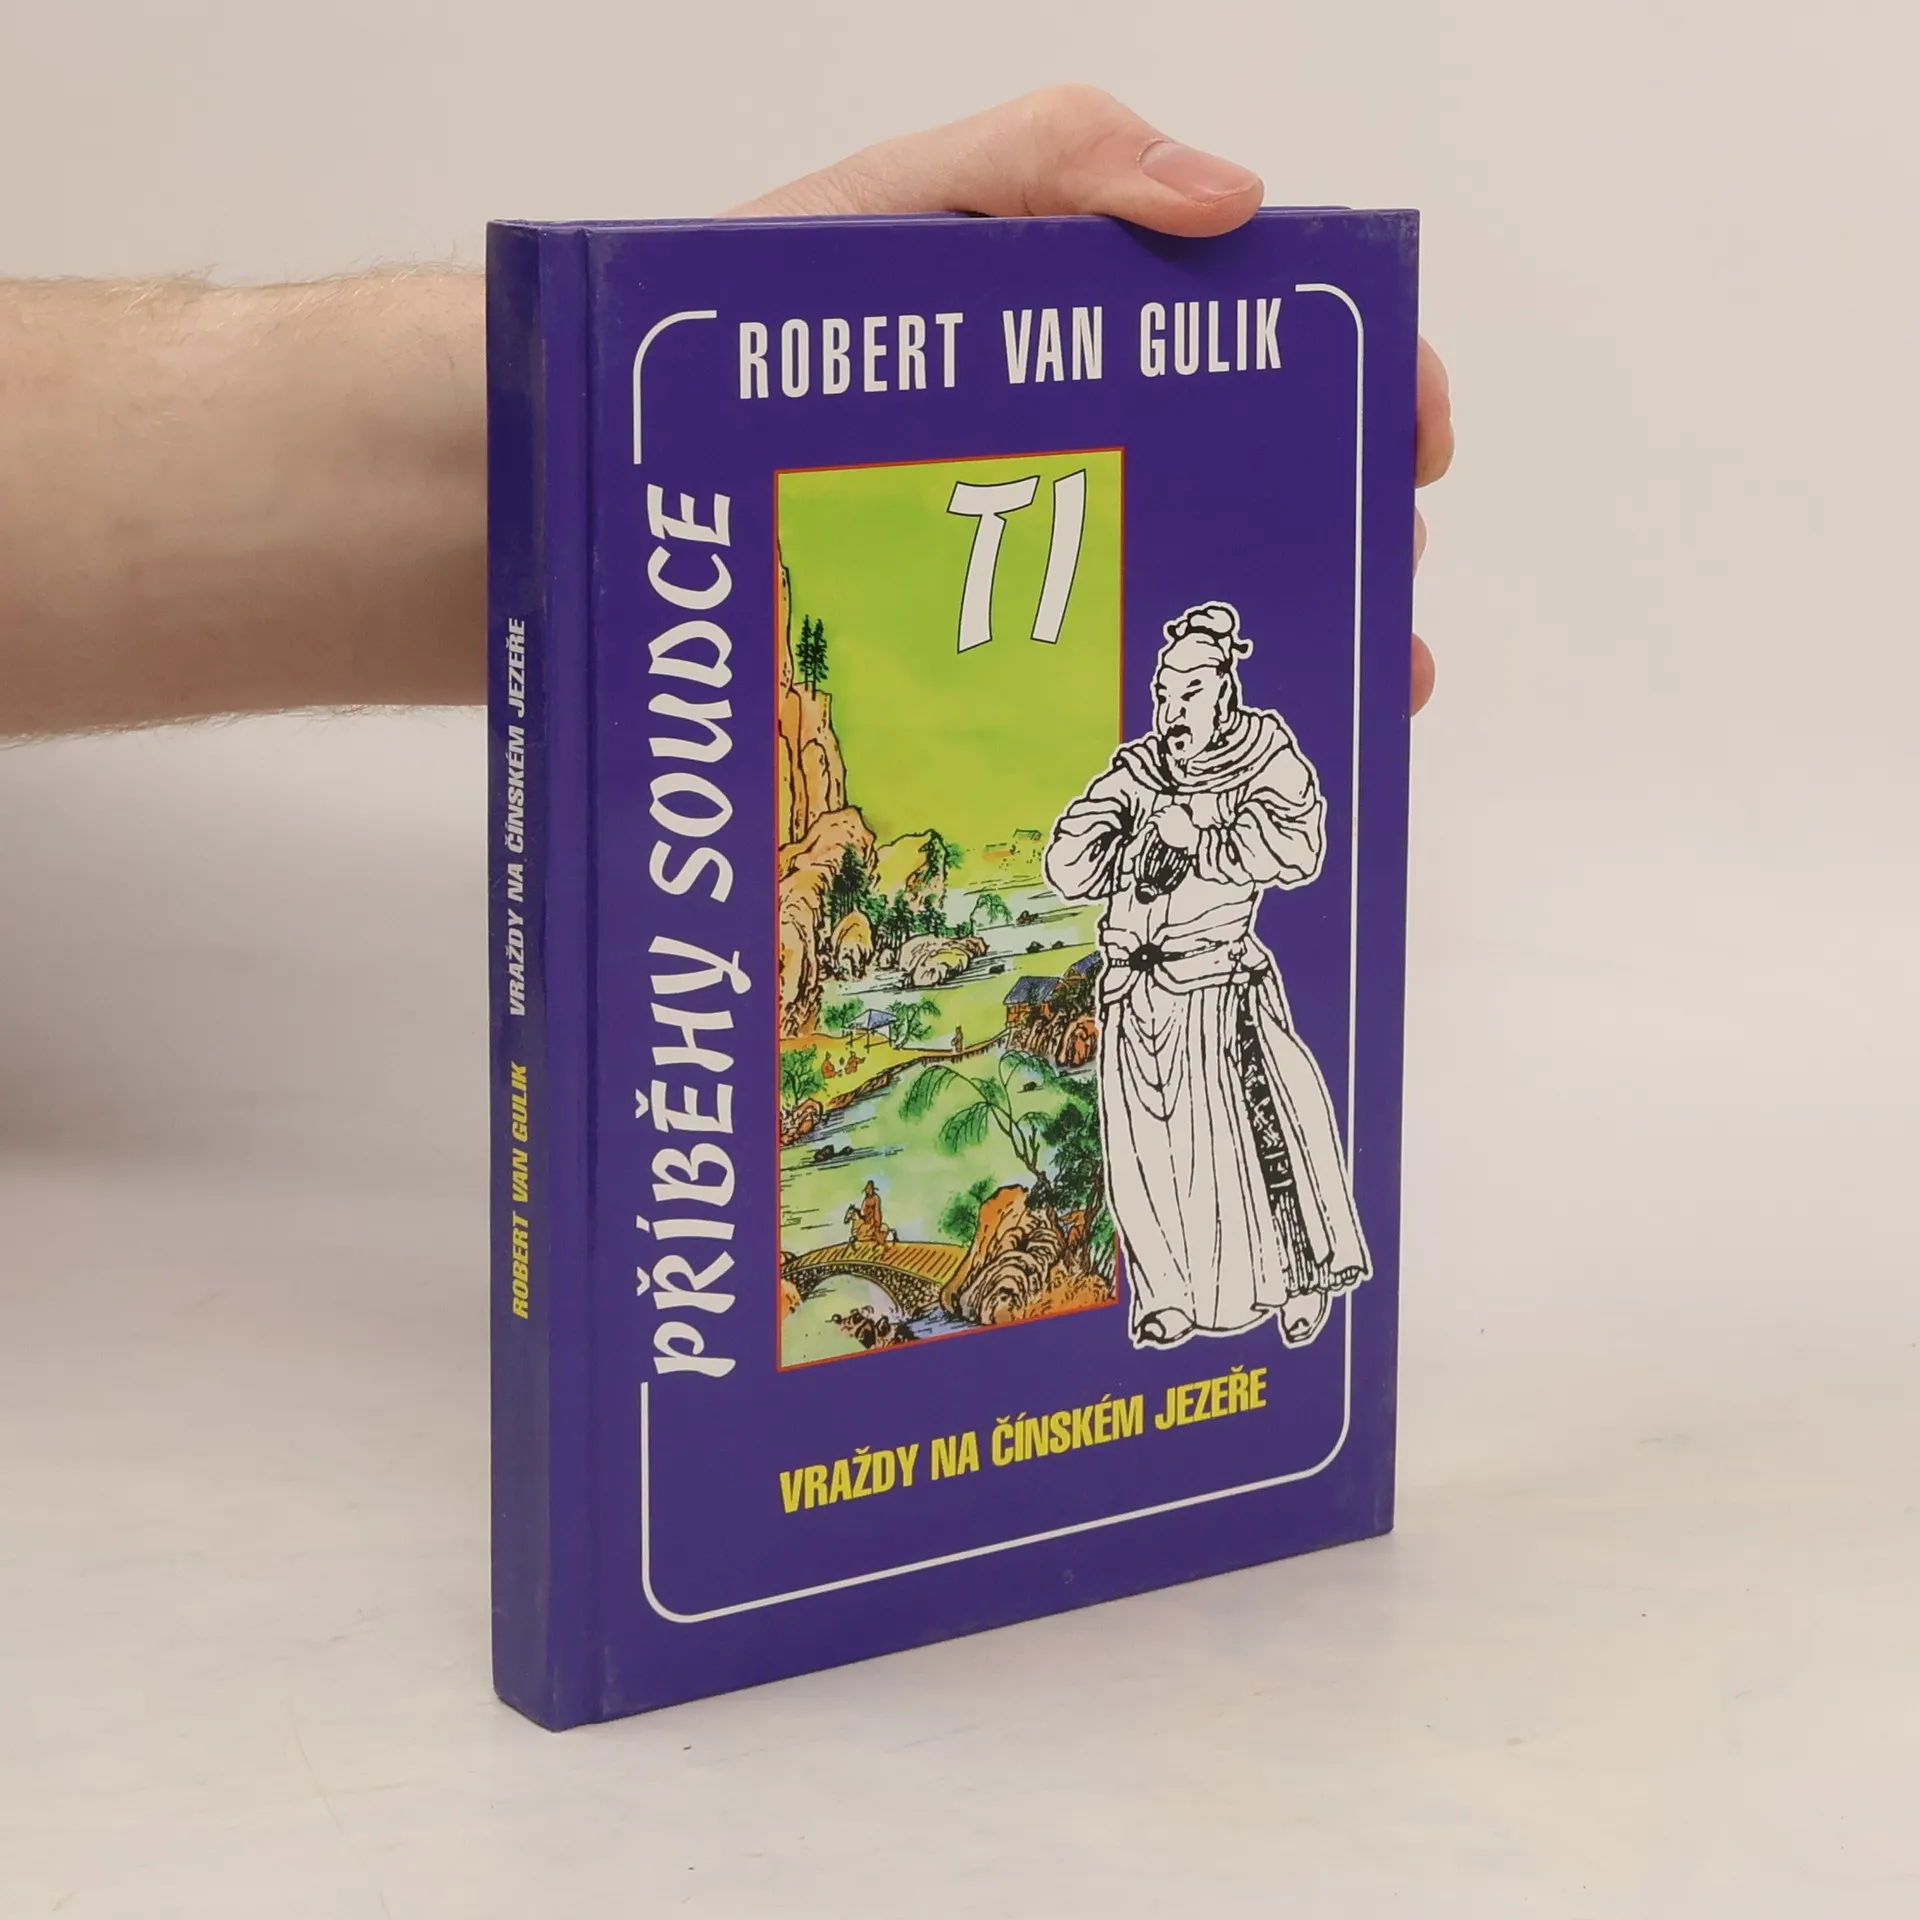 ROBERT VAN GULIK
PŘÍBĚHY SOUDCE
TI
VRAŽDY NA ČÍNSKÉM JEZEŘE
ROBERT VAN GULIK VRAŽDY NA ČÍNSKÉM JEZEŘE